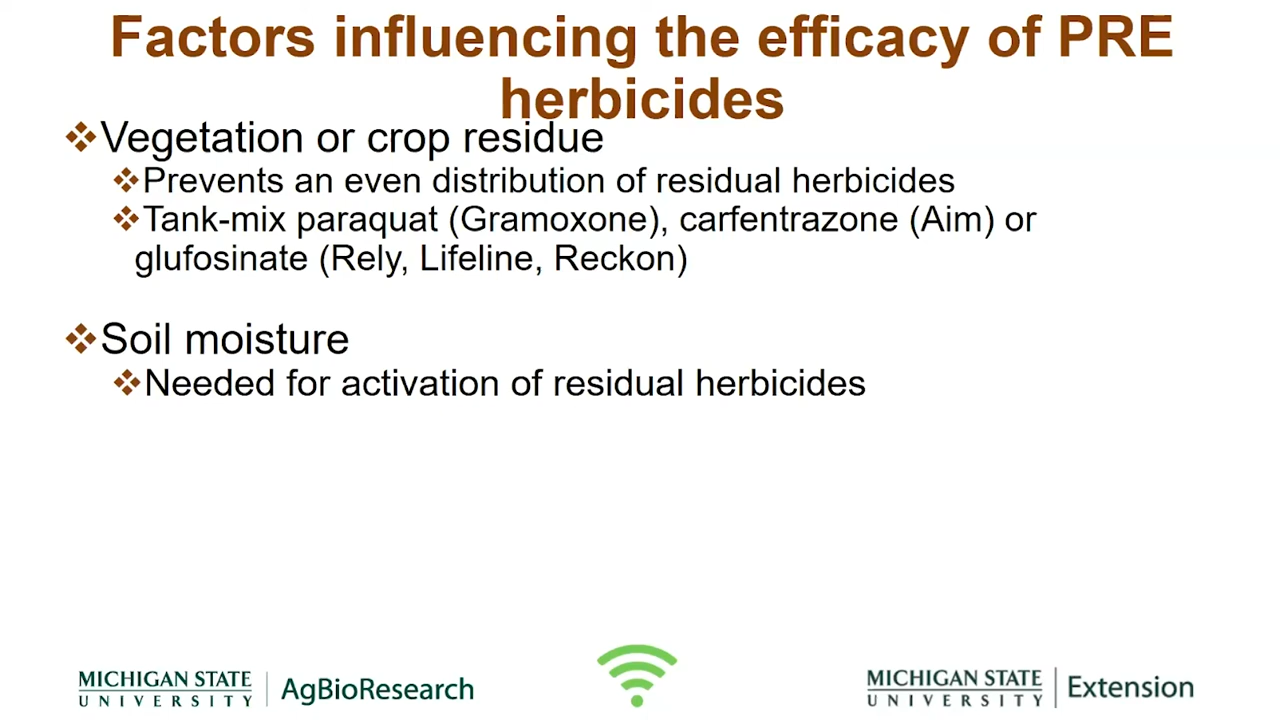 Factors influencing the efficacy of PRE
herbicides
❖Vegetation or crop residue
❖Prevents an even distribution of residual herbicides
❖Tank-mix paraquat (Gramoxone), carfentrazone (Aim) or
glufosinate (Rely, Lifeline, Reckon)
❖Soil moisture
❖Needed for activation of residual herbicides
MICHIGAN STATE
UNIVERSITY
AgBioResearch
MICHIGAN STATE
UNIVERSITY
Extension